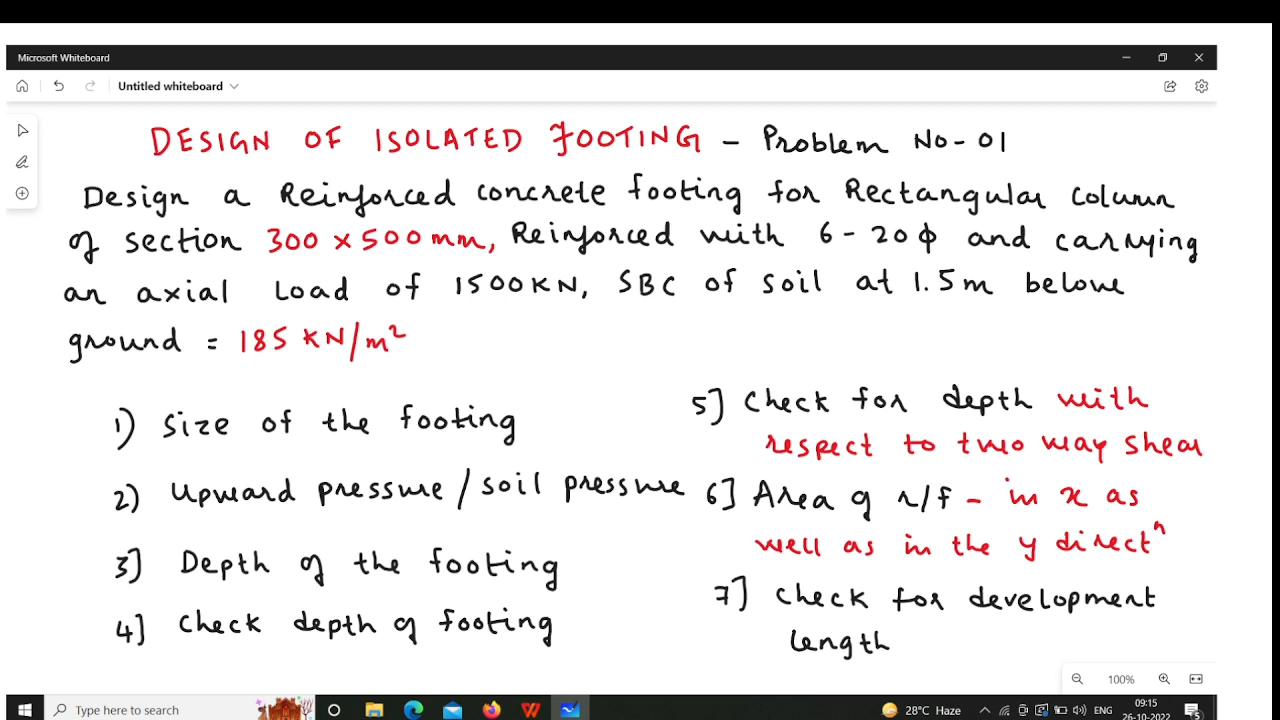 Microsoft Whiteboard
Untitled whiteboard
DESIGN OF ISOLATED FOOTING - Problem No-01
Design a Reinforced concrete footing for Rectangular column
of section 300 x 500 mm, Reinforced with 6-20ϕ and carrying
an axial Load of 1500KN, SBC of soil at 1.5m below
ground = 185 KN/m²
1) Size of the footing
2) Upward pressure / soil pressure
3] Depth of the footing
4] Check depth of footing
5] Check for depth with
respect to two way shear
6] Area of r/f - in x as
well as in the y directⁿ
7] Check for development
length
100%
Type here to search
28°C Haze
ENG
09:15
26-10-2022
5